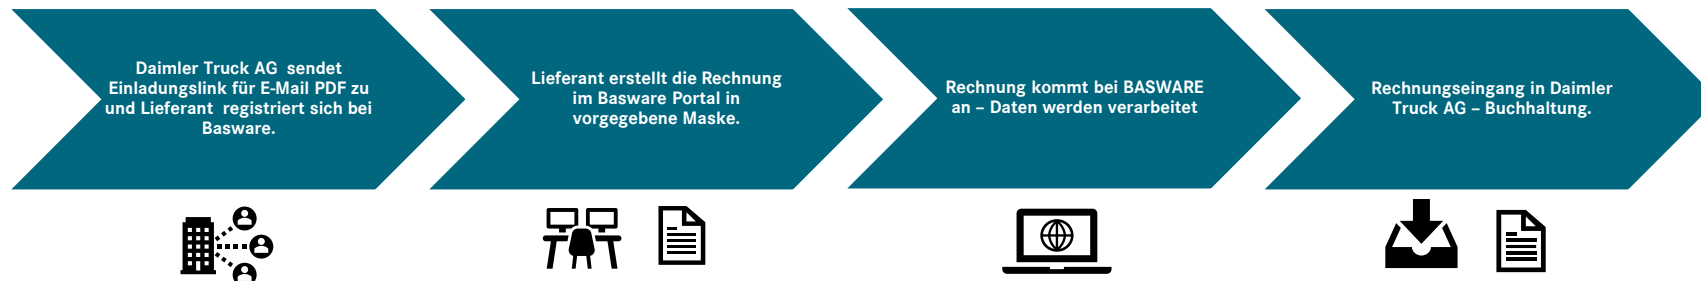 Daimler Truck AG  sendet
Einladungslink für E-Mail PDF zu
und Lieferant  registriert sich bei
Basware.
Lieferant erstellt die Rechnung
im Basware Portal in
vorgegebene Maske.
Rechnung kommt bei BASWARE
an – Daten werden verarbeitet
Rechnungseingang in Daimler
Truck AG – Buchhaltung.